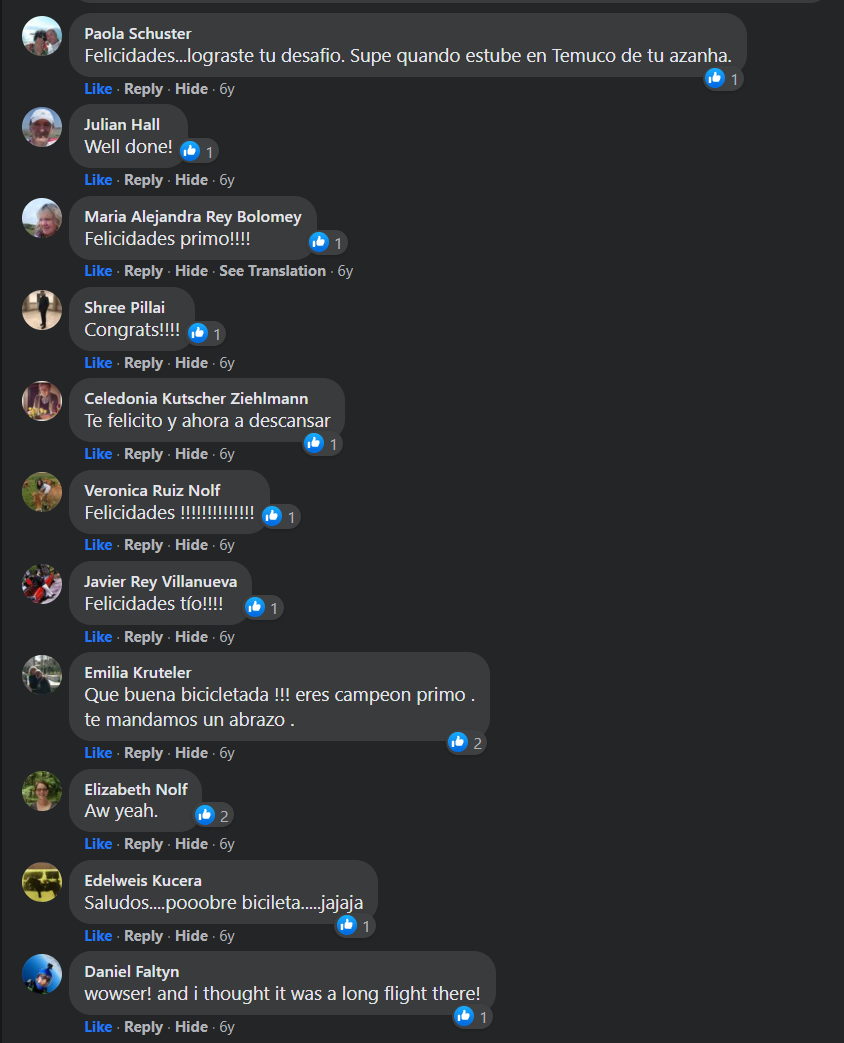 Paola Schuster
Felicidades...lograste tu desafio. Supe quando estube en Temuco de tu azanha.
1
Like · Reply · Hide · 6y
Julian Hall
Well done!
1
Like · Reply · Hide · 6y
Maria Alejandra Rey Bolomey
Felicidades primo!!!!
1
Like · Reply · Hide · See Translation · 6y
Shree Pillai
Congrats!!!!
1
Like · Reply · Hide · 6y
Celedonia Kutscher Ziehlmann
Te felicito y ahora a descansar
1
Like · Reply · Hide · 6y
Veronica Ruiz Nolf
Felicidades !!!!!!!!!!!!!!
1
Like · Reply · Hide · 6y
Javier Rey Villanueva
Felicidades tío!!!!
1
Like · Reply · Hide · 6y
Emilia Kruteler
Que buena bicicletada !!! eres campeon primo .
te mandamos un abrazo .
2
Like · Reply · Hide · 6y
Elizabeth Nolf
Aw yeah.
2
Like · Reply · Hide · 6y
Edelweis Kucera
Saludos....pooobre bicileta.....jajaja
1
Like · Reply · Hide · 6y
Daniel Faltyn
wowser! and i thought it was a long flight there!
1
Like · Reply · Hide · 6y